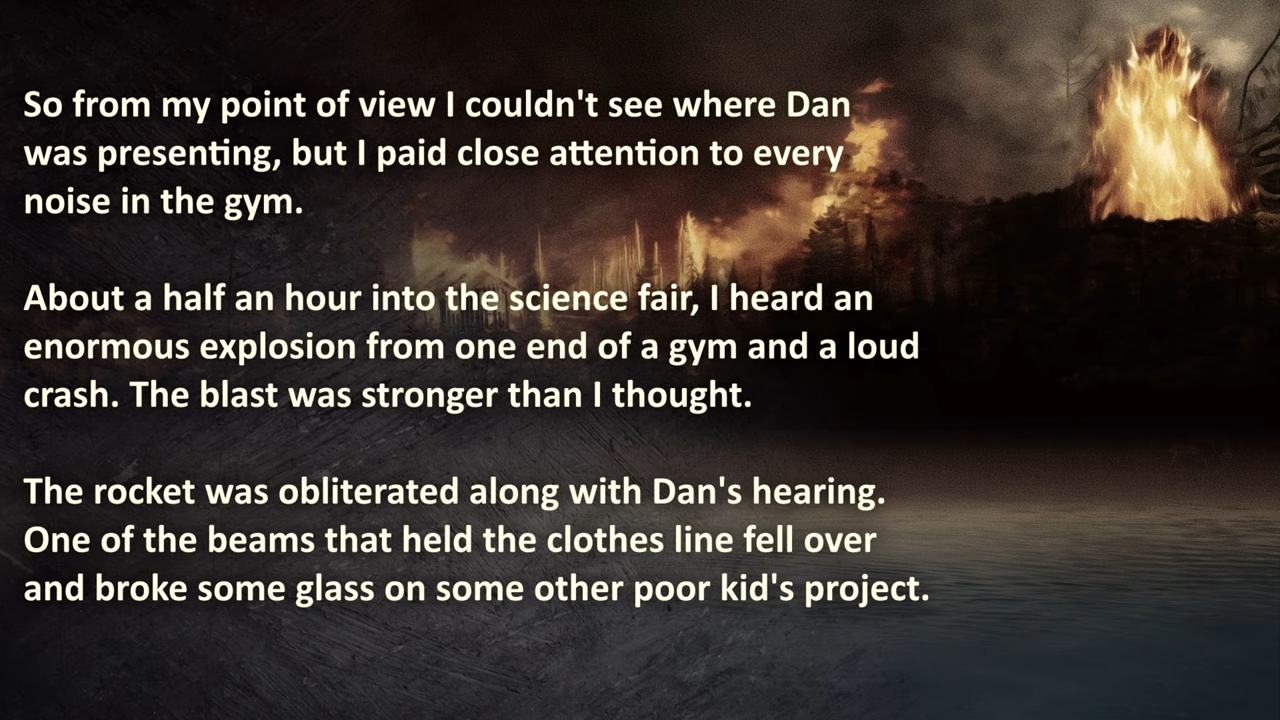 So from my point of view I couldn't see where Dan
was presenting, but I paid close attention to every
noise in the gym.
About a half an hour into the science fair, I heard an
enormous explosion from one end of a gym and a loud
crash. The blast was stronger than I thought.
The rocket was obliterated along with Dan's hearing.
One of the beams that held the clothes line fell over
and broke some glass on some other poor kid's project.